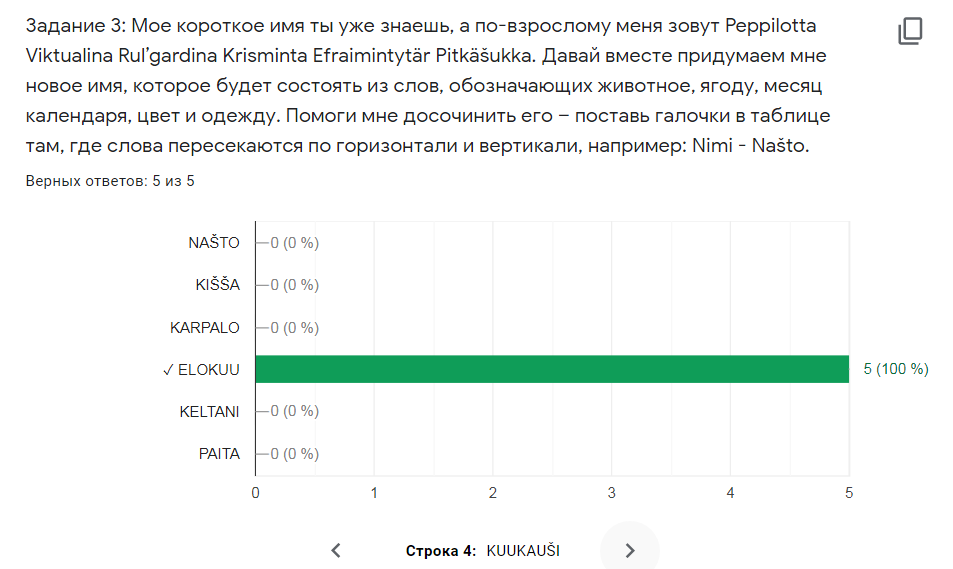 Задание 3: Мое короткое имя ты уже знаешь, а по-взрослому меня зовут Peppilotta
Viktualina Rul’gardina Krisminta Efraimintytär Pitkäšukka. Давай вместе придумаем мне
новое имя, которое будет состоять из слов, обозначающих животное, ягоду, месяц
календаря, цвет и одежду. Помоги мне досочинить его – поставь галочки в таблице
там, где слова пересекаются по горизонтали и вертикали, например: Nimi - Našto.
Верных ответов: 5 из 5
NAŠTO 0 (0 %)
KIŠŠA 0 (0 %)
KARPALO 0 (0 %)
✓ ELOKUU 5 (100 %)
KELTANI 0 (0 %)
PAITA 0 (0 %)
0 1 2 3 4 5
Строка 4: KUUKAUŠI